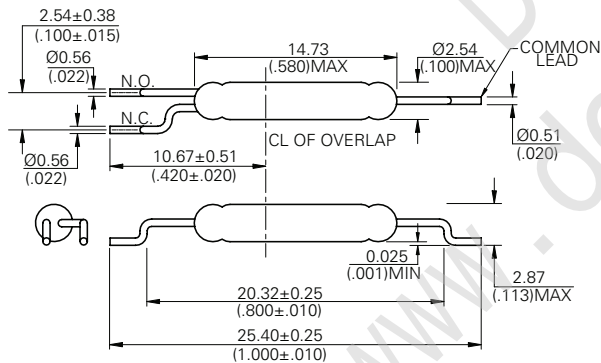 2.54±0.38
(.100±.015)
14.73
(.580)MAX
Ø2.54
(.100)MAX
COMMON
LEAD
Ø0.56
(.022)
N.O.
N.C.
CL OF OVERLAP
Ø0.51
(.020)
Ø0.56
(.022)
10.67±0.51
(.420±.020)
0.025
(.001)MIN
2.87
(.113)MAX
20.32±0.25
(.800±.010)
25.40±0.25
(1.000±.010)